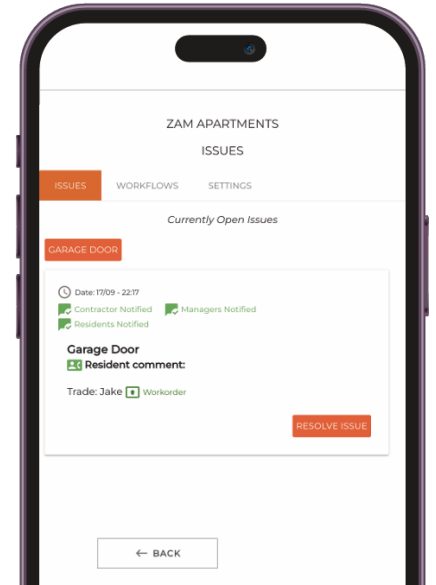 ZAM APARTMENTS
ISSUES
ISSUES WORKFLOWS SETTINGS
Currently Open Issues
GARAGE DOOR
Date: 17/09 - 22:17
Contractor Notified Managers Notified
Residents Notified
Garage Door
Resident comment:
Trade: Jake Workorder
RESOLVE ISSUE
← BACK